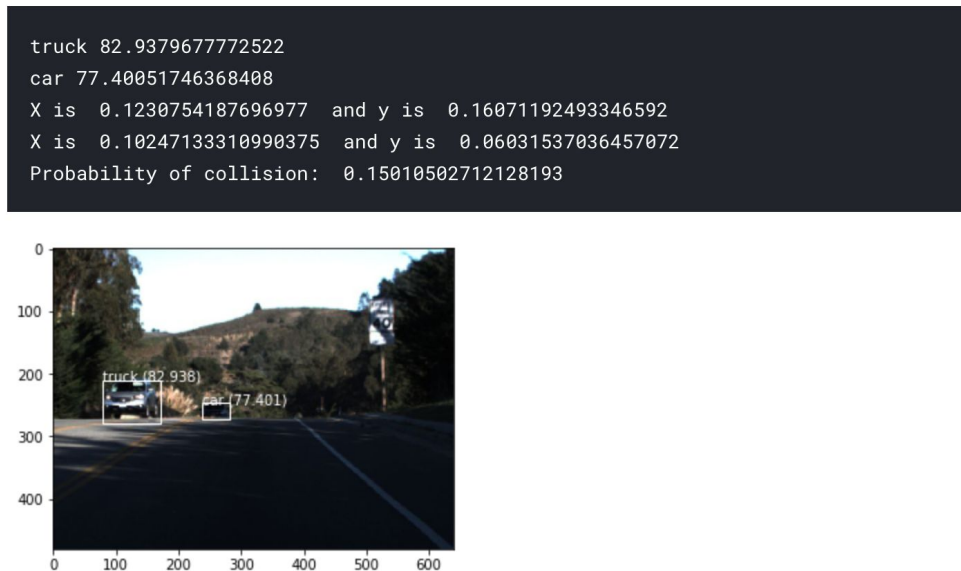 truck 82.9379677772522
car 77.40051746368408
X is  0.1230754187696977  and y is  0.16071192493346592
X is  0.10247133310990375  and y is  0.06031537036457072
Probability of collision:  0.15010502712128193
0
100
200
truck (82.938)
car (77.401)
300
400
0 100 200 300 400 500 600